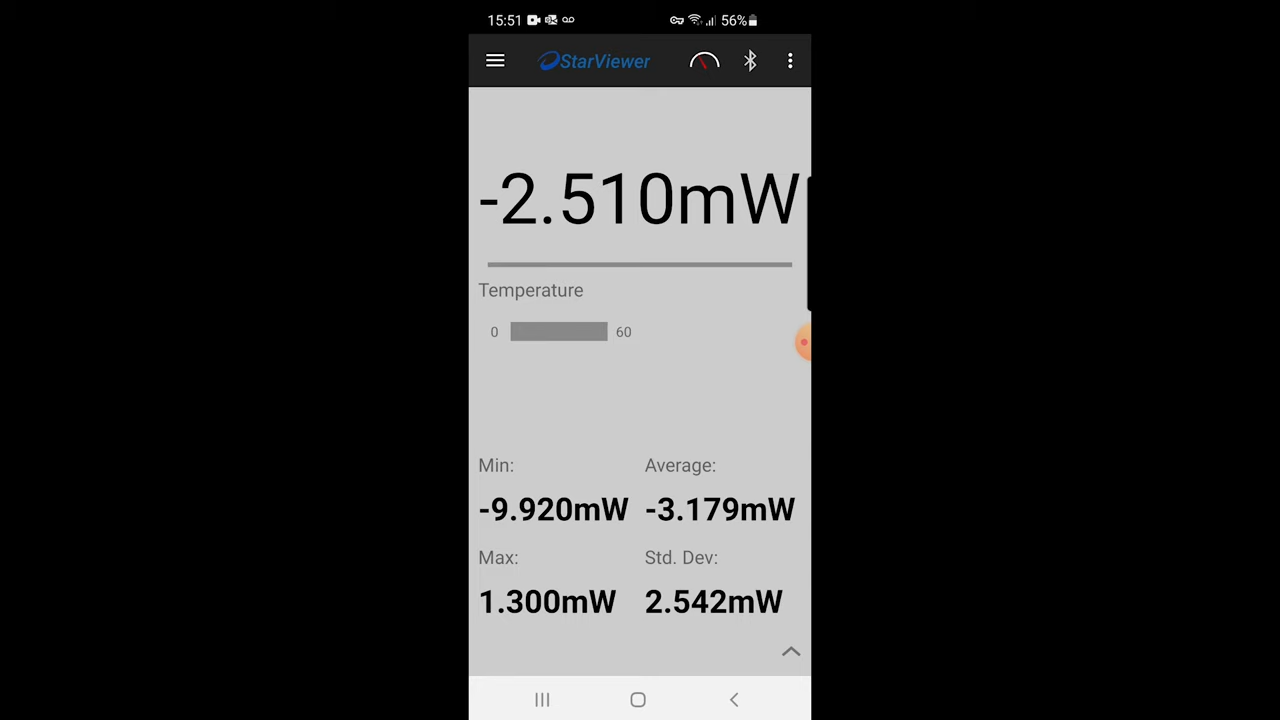 15:51 56%
StarViewer
-2.510mW
Temperature
0 60
Min: Average:
-9.920mW -3.179mW
Max: Std. Dev:
1.300mW 2.542mW